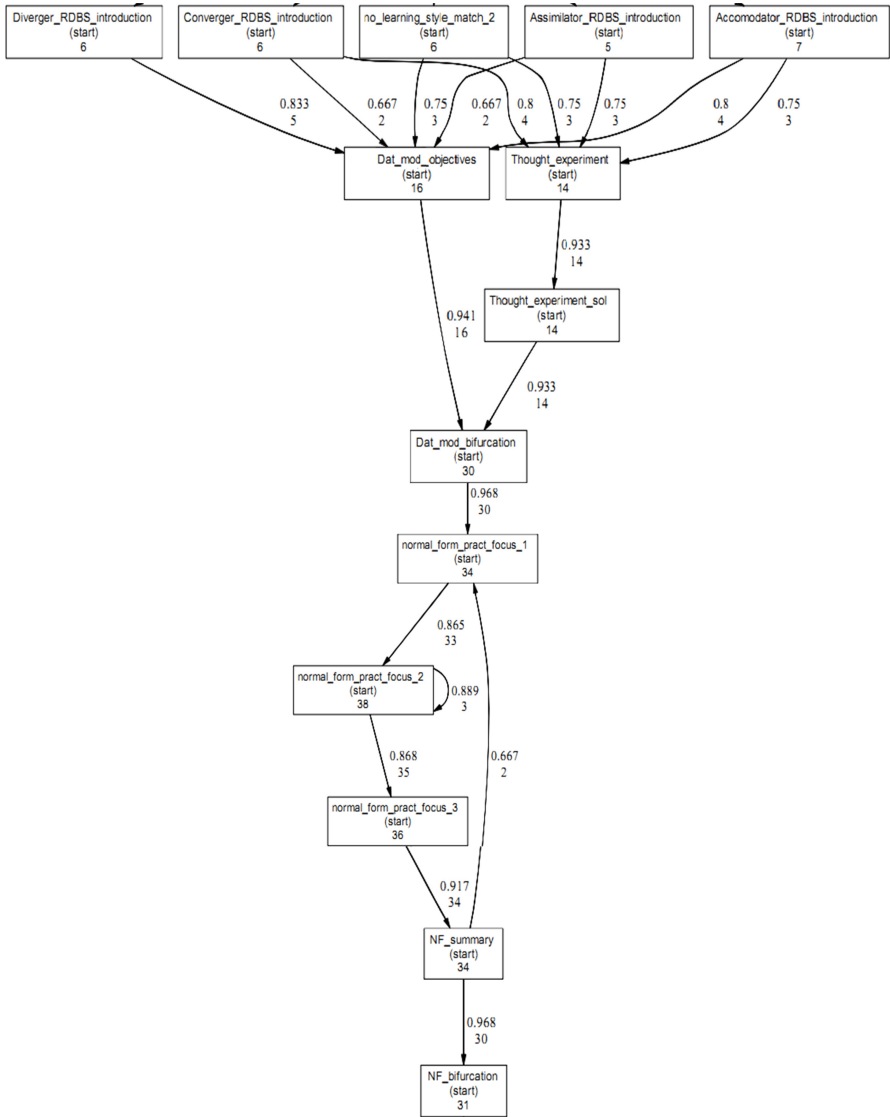 Diverger_RDBS_introduction
(start)
6
Converger_RDBS_introduction
(start)
6
no_learning_style_match_2
(start)
6
Assimilator_RDBS_introduction
(start)
5
Accomodator_RDBS_introduction
(start)
7
0.833
5
0.667
2
0.75
3
0.667
2
0.8
4
0.75
3
0.75
3
0.8
4
0.75
3
Dat_mod_objectives
(start)
16
Thought_experiment
(start)
14
0.933
14
Thought_experiment_sol
(start)
14
0.941
16
0.933
14
Dat_mod_bifurcation
(start)
30
0.968
30
normal_form_pract_focus_1
(start)
34
0.865
33
normal_form_pract_focus_2
(start)
38
0.889
3
0.868
35
0.667
2
normal_form_pract_focus_3
(start)
36
0.917
34
NF_summary
(start)
34
0.968
30
NF_bifurcation
(start)
31